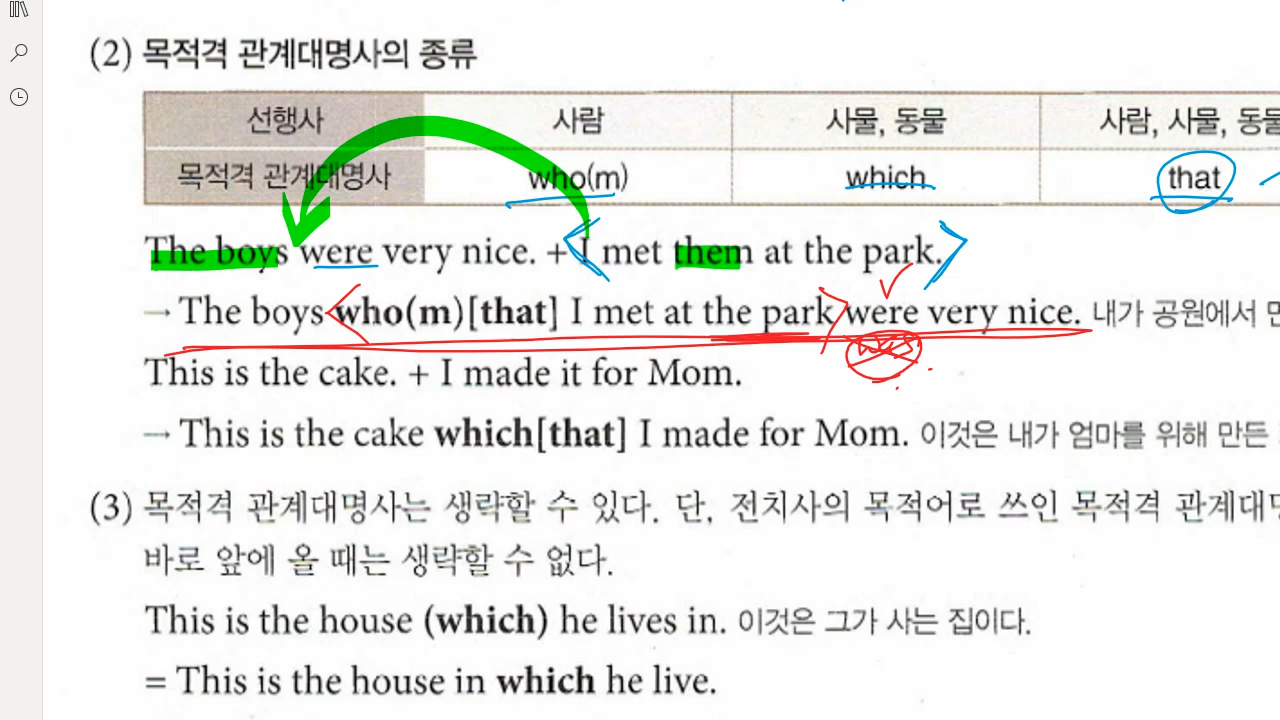 (2) 목적격 관계대명사의 종류
선행사 사람 사물, 동물 사람, 사물, 동물
목적격 관계대명사 who(m) which that
The boys were very nice. + I met them at the park.
→ The boys who(m)[that] I met at the park were very nice. 내가 공원에서 만
was
This is the cake. + I made it for Mom.
→ This is the cake which[that] I made for Mom. 이것은 내가 엄마를 위해 만든
(3) 목적격 관계대명사는 생략할 수 있다. 단, 전치사의 목적어로 쓰인 목적격 관계대명
바로 앞에 올 때는 생략할 수 없다.
This is the house (which) he lives in. 이것은 그가 사는 집이다.
= This is the house in which he live.